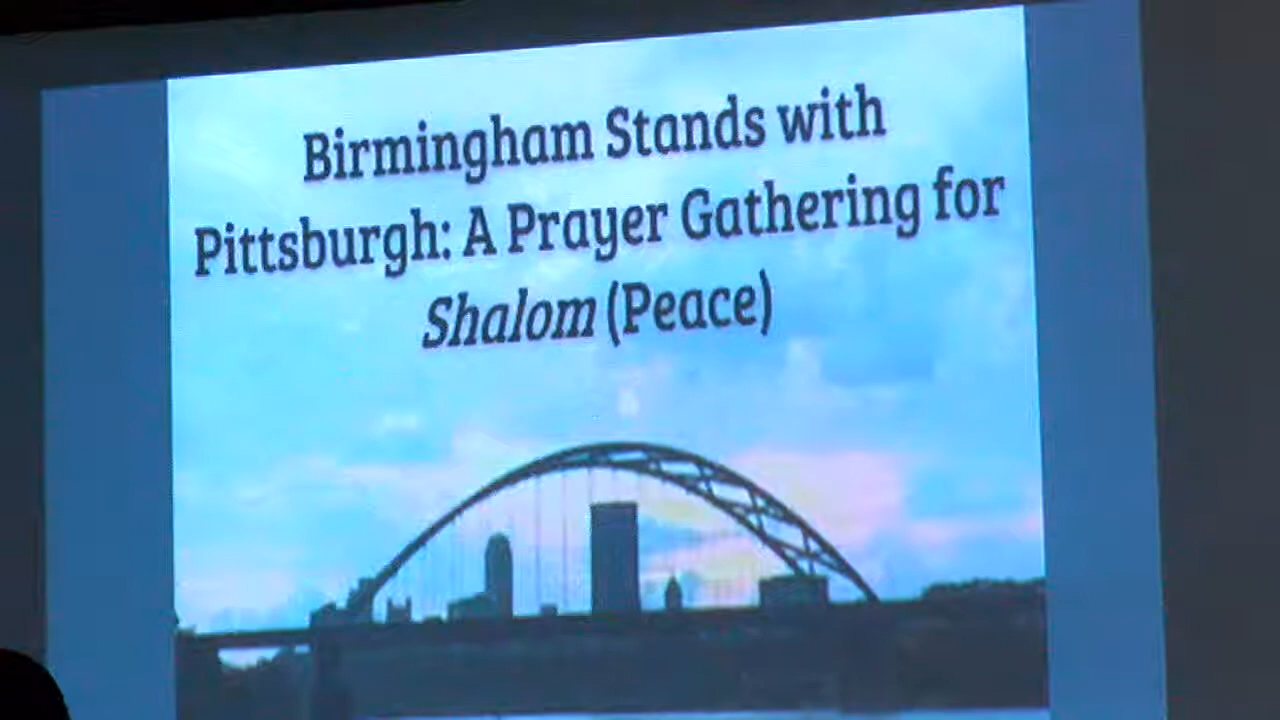 Birmingham Stands with
Pittsburgh: A Prayer Gathering for
Shalom (Peace)